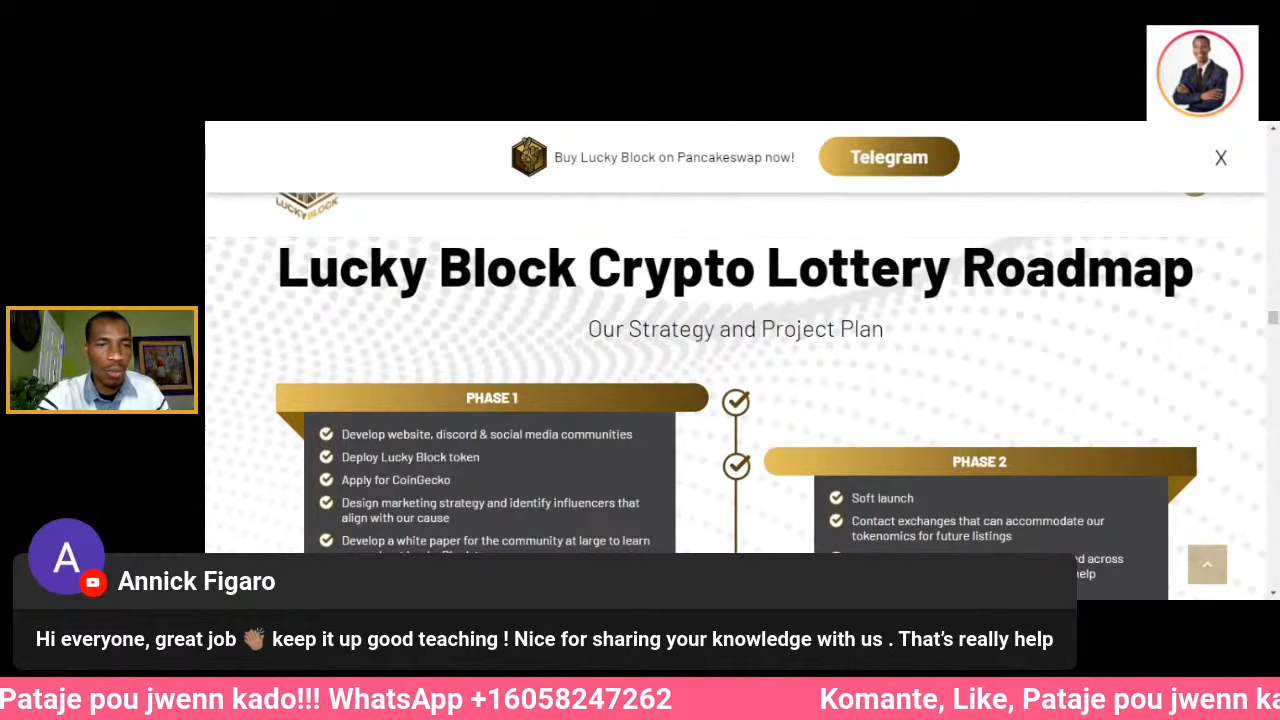 Buy Lucky Block on Pancakeswap now!
Telegram
X
LUCKY BLOCK
Lucky Block Crypto Lottery Roadmap
Our Strategy and Project Plan
PHASE 1
Develop website, discord & social media communities
Deploy Lucky Block token
Apply for CoinGecko
Design marketing strategy and identify influencers that
align with our cause
Develop a white paper for the community at large to learn
PHASE 2
Soft launch
Contact exchanges that can accommodate our
tokenomics for future listings
ed across
help
A
Annick Figaro
Hi everyone, great job 👏🏽 keep it up good teaching ! Nice for sharing your knowledge with us . That’s really help
Pataje pou jwenn kado!!! WhatsApp +16058247262
Komante, Like, Pataje pou jwenn ka